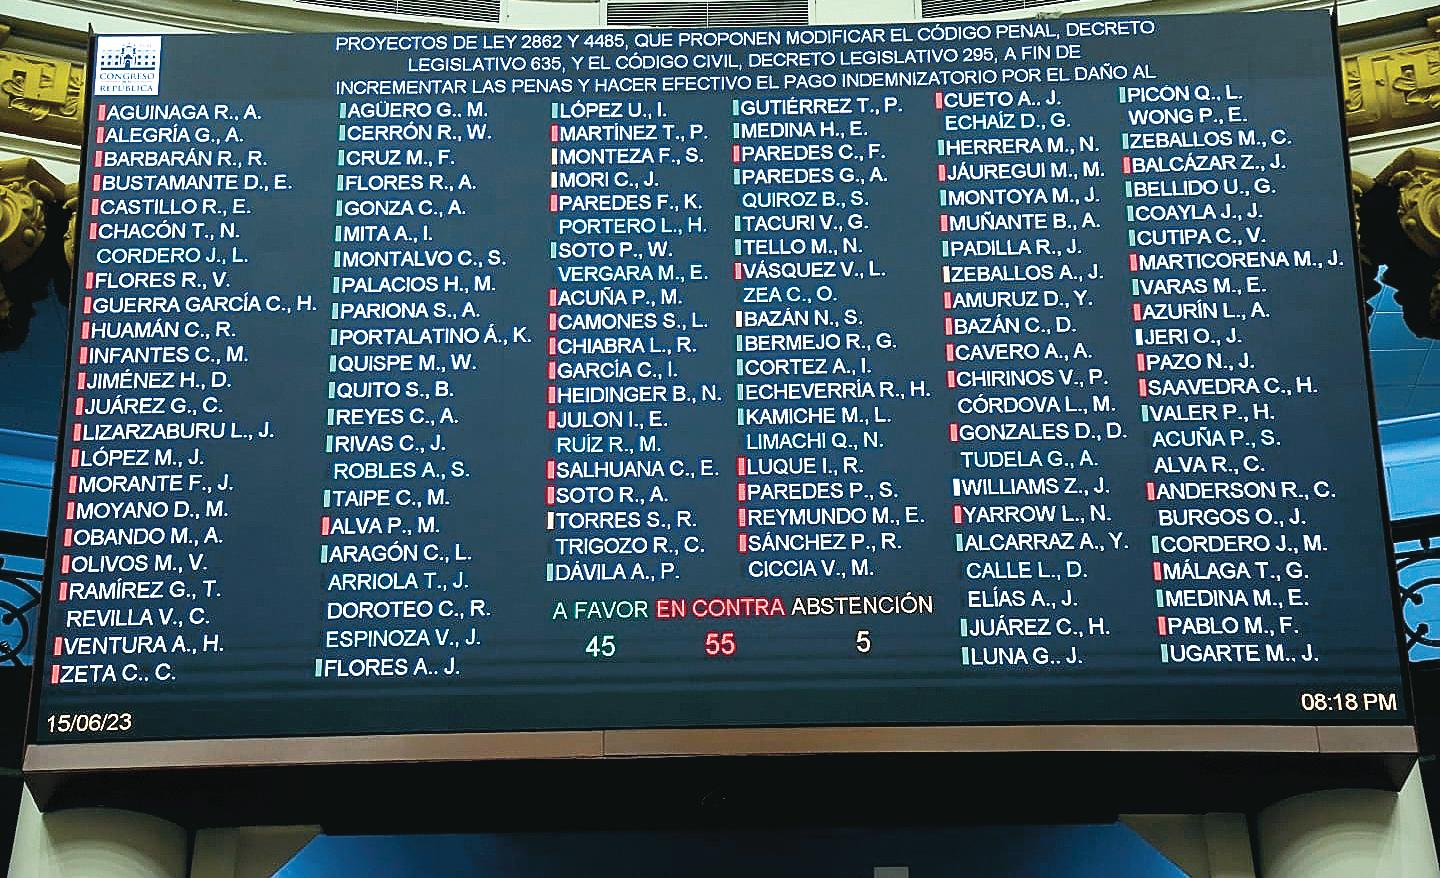 CONGRESO
REPÚBLICA
PROYECTOS DE LEY 2862 Y 4485, QUE PROPONEN MODIFICAR EL CÓDIGO PENAL, DECRETO
LEGISLATIVO 635, Y EL CÓDIGO CIVIL, DECRETO LEGISLATIVO 295, A FIN DE
INCREMENTAR LAS PENAS Y HACER EFECTIVO EL PAGO INDEMNIZATORIO POR EL DAÑO AL
AGUINAGA R., A.
ALEGRÍA G., A.
BARBARÁN R., R.
BUSTAMANTE D., E.
CASTILLO R., E.
CHACÓN T., N.
CORDERO J., L.
FLORES R., V.
GUERRA GARCÍA C., H.
HUAMÁN C., R.
INFANTES C., M.
JIMÉNEZ H., D.
JUÁREZ G., C.
LIZARZABURU L., J.
LÓPEZ M., J.
MORANTE F., J.
MOYANO D., M.
OBANDO M., A.
OLIVOS M., V.
RAMÍREZ G., T.
REVILLA V., C.
VENTURA A., H.
ZETA C.. C.
AGÜERO G., M.
CERRÓN R., W.
CRUZ M., F.
FLORES R., A.
GONZA C., A.
MITA A., I.
MONTALVO C., S.
PALACIOS H., M.
PARIONA S., A.
PORTALATINO Á., K.
QUISPE M., W.
QUITO S., B.
REYES C., A.
RIVAS C., J.
ROBLES A., S.
TAIPE C., M.
ALVA P., M.
ARAGÓN C., L.
ARRIOLA T., J.
DOROTEO C., R.
ESPINOZA V., J.
FLORES A.. J.
LÓPEZ U., I.
MARTÍNEZ T., P.
MONTEZA F., S.
MORI C., J.
PAREDES F., K.
PORTERO L., H.
SOTO P., W.
VERGARA M., E.
ACUÑA P., M.
CAMONES S., L.
CHIABRA L., R.
GARCÍA C., I.
HEIDINGER B., N.
JULON I., E.
RUÍZ R., M.
SALHUANA C., E.
SOTO R., A.
TORRES S., R.
TRIGOZO R., C.
DÁVILA A., P.
GUTIÉRREZ T., P.
MEDINA H., E.
PAREDES C., F.
PAREDES G., A.
QUIROZ B., S.
TACURI V., G.
TELLO M., N.
VÁSQUEZ V., L.
ZEA C., O.
BAZÁN N., S.
BERMEJO R., G.
CORTEZ A., I.
ECHEVERRÍA R., H.
KAMICHE M., L.
LIMACHI Q., N.
LUQUE I., R.
PAREDES P., S.
REYMUNDO M., E.
SÁNCHEZ P., R.
CICCIA V., M.
CUETO A.. J.
ECHAÍZ D., G.
HERRERA M., N.
JÁUREGUI M., M.
MONTOYA M., J.
MUÑANTE B., A.
PADILLA R., J.
ZEBALLOS A., J.
AMURUZ D., Y.
BAZÁN C., D.
CAVERO A., A.
CHIRINOS V., P.
CÓRDOVA L., M.
GONZALES D., D.
TUDELA G., A.
WILLIAMS Z., J.
YARROW L., N.
ALCARRAZ A., Y.
CALLE L., D.
ELÍAS A., J.
JUÁREZ C., H.
LUNA G.. J.
PICÓN Q., L.
WONG P., E.
ZEBALLOS M., C.
BALCÁZAR Z., J.
BELLIDO U., G.
COAYLA J., J.
CUTIPA C., V.
MARTICORENA M., J.
VARAS M., E.
AZURÍN L., A.
JERI O., J.
PAZO N., J.
SAAVEDRA C., H.
VALER P., H.
ACUÑA P., S.
ALVA R., C.
ANDERSON R., C.
BURGOS O., J.
CORDERO J., M.
MÁLAGA T., G.
MEDINA M., E.
PABLO M., F.
UGARTE M.. J.
A FAVOR EN CONTRA ABSTENCIÓN
45 55 5
15/06/23
08:18 PM